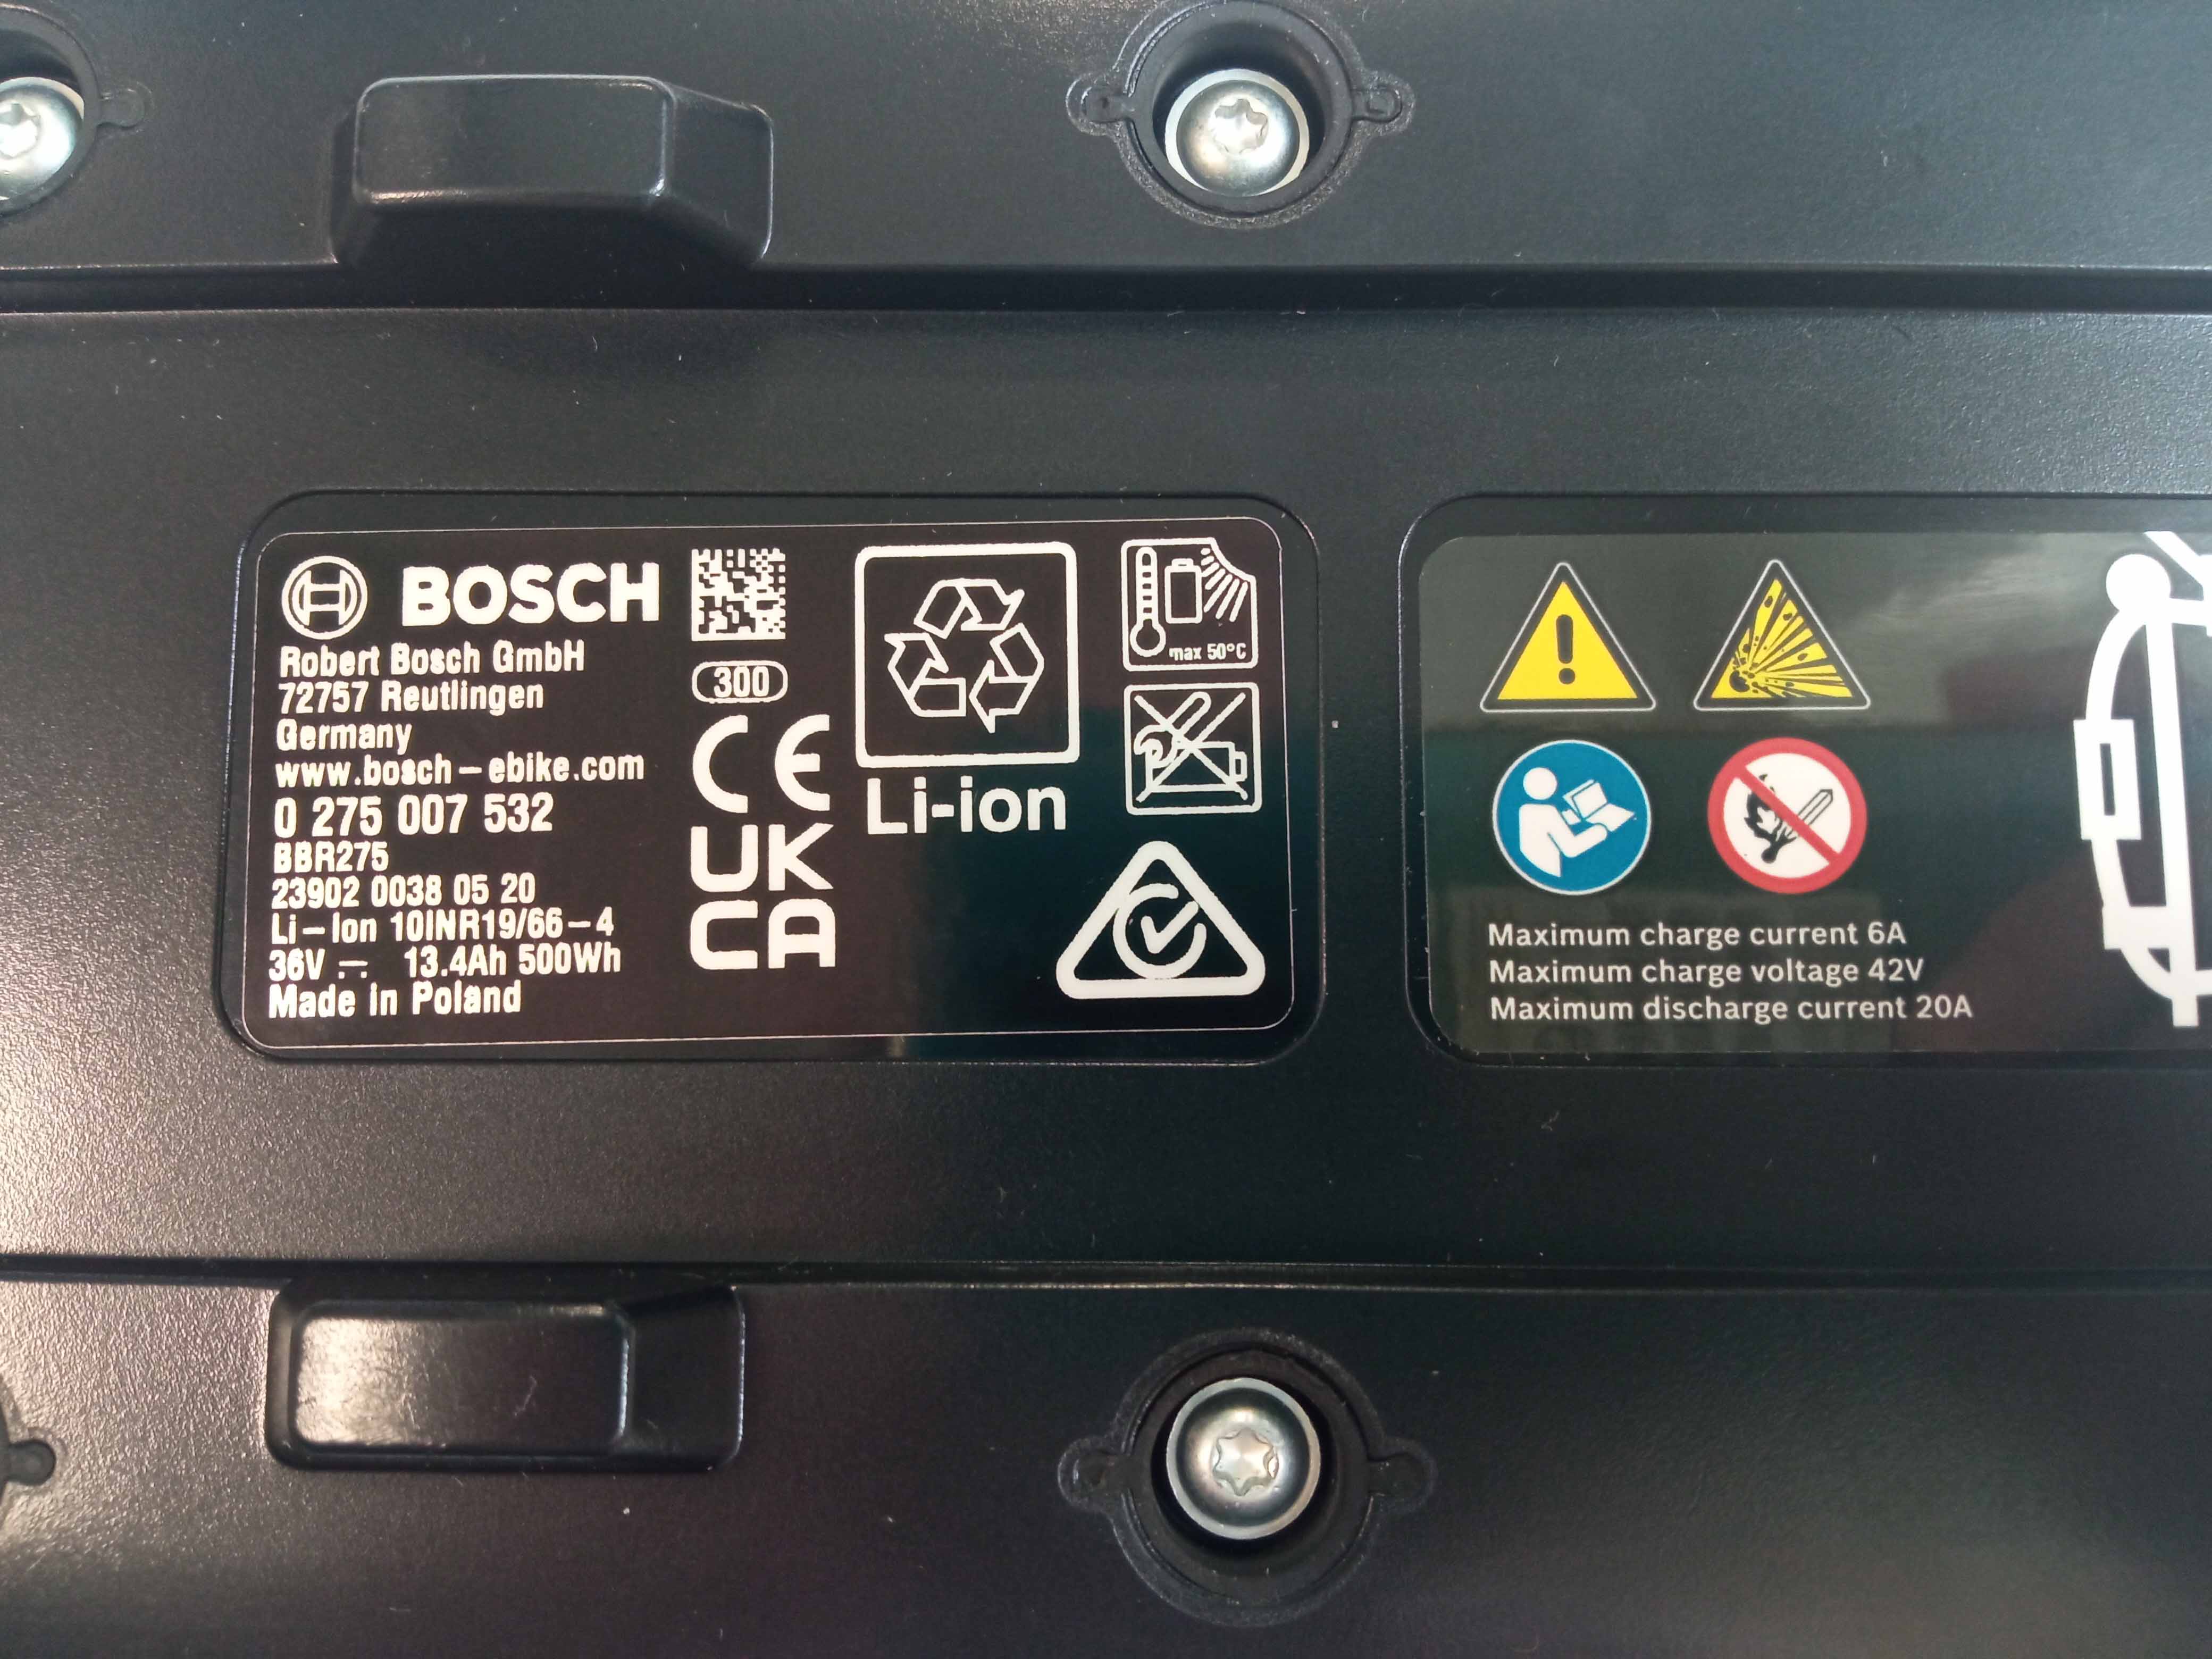 BOSCH
Robert Bosch GmbH
72757 Reutlingen
Germany
www.bosch-ebike.com
0 275 007 532
BBR275
23902 0038 05 20
Li-Ion 10INR19/66-4
36V 13.4Ah 500Wh
Made in Poland
300
CE
UK
CA
Li-ion
max 50°C
Maximum charge current 6A
Maximum charge voltage 42V
Maximum discharge current 20A